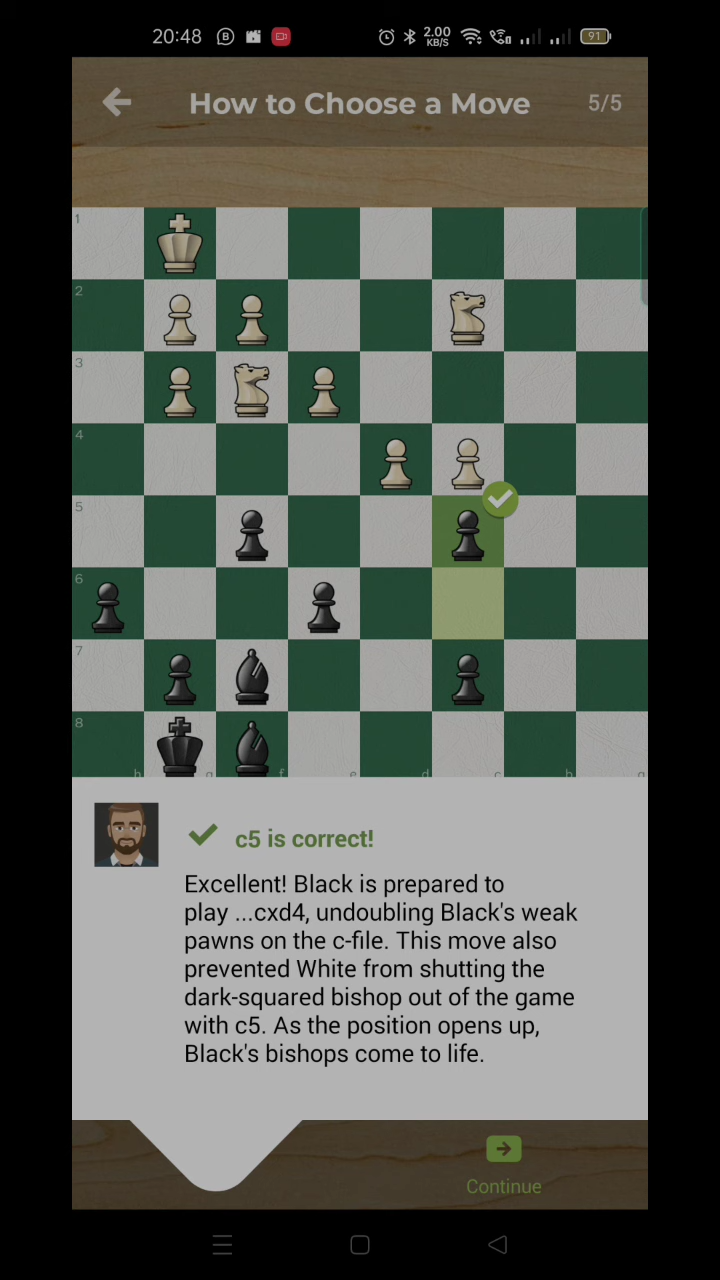 20:48 2.00 KB/S 91
How to Choose a Move 5/5
1
2
3
4
5
6
7
8
h g f e d c b a
c5 is correct!
Excellent! Black is prepared to
play ...cxd4, undoubling Black's weak
pawns on the c-file. This move also
prevented White from shutting the
dark-squared bishop out of the game
with c5. As the position opens up,
Black's bishops come to life.
Continue